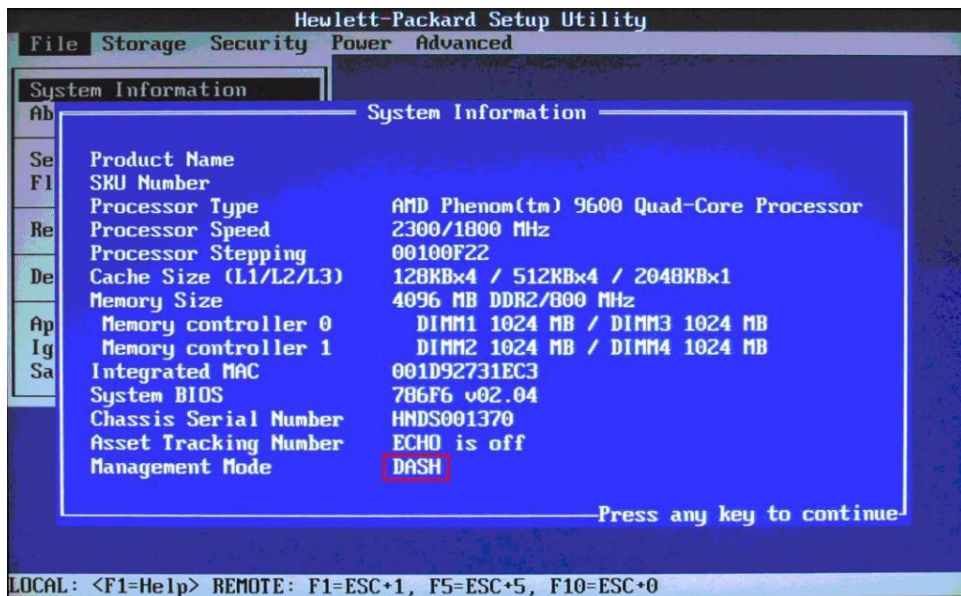 Hewlett-Packard Setup Utility
File Storage Security Power Advanced
System Information
Ab
System Information
Se
Product Name
Fl
SKU Number
Processor Type AMD Phenom(tm) 9600 Quad-Core Processor
Re
Processor Speed 2300/1800 MHz
Processor Stepping 00100F22
De
Cache Size (L1/L2/L3) 128KBx4 / 512KBx4 / 2048KBx1
Memory Size 4096 MB DDR2/800 MHz
Ap
Memory controller 0 DIMM1 1024 MB / DIMM3 1024 MB
Ig
Memory controller 1 DIMM2 1024 MB / DIMM4 1024 MB
Sa
Integrated MAC 001D92731EC3
System BIOS 786F6 v02.04
Chassis Serial Number HNDS001370
Asset Tracking Number ECHO is off
Management Mode DASH
Press any key to continue
LOCAL: <F1=Help> REMOTE: F1=ESC+1, F5=ESC+5, F10=ESC+0